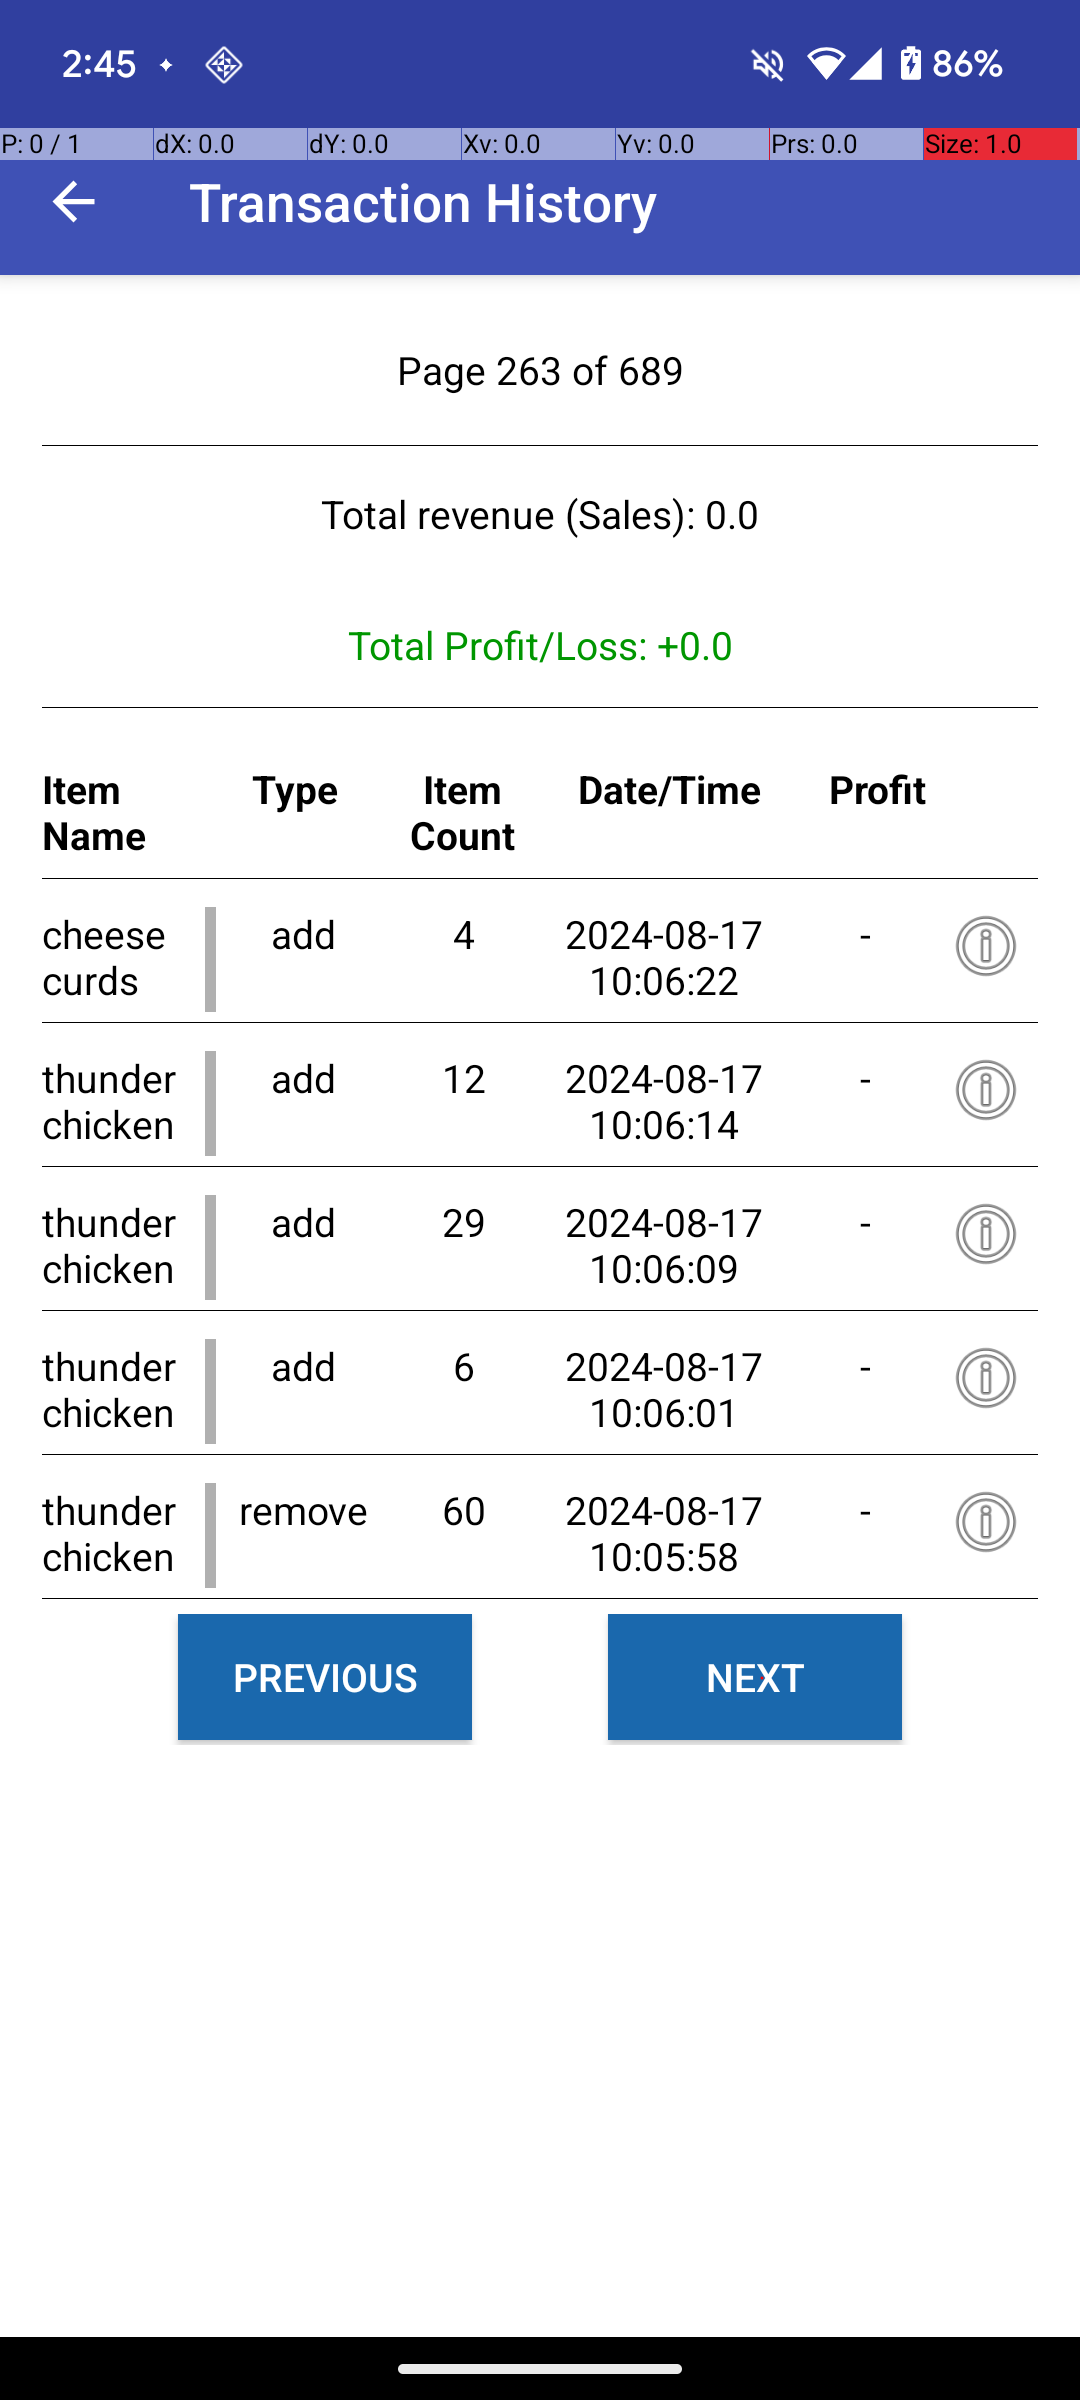 2:45
86%
P: 0 / 1 dX: 0.0 dY: 0.0 Xv: 0.0 Yv: 0.0 Prs: 0.0 Size: 1.0
Transaction History
Page 263 of 689
Total revenue (Sales): 0.0
Total Profit/Loss: +0.0
Item Name Type Item Count Date/Time Profit
cheese curds add 4 2024-08-17 10:06:22 -
thunder chicken add 12 2024-08-17 10:06:14 -
thunder chicken add 29 2024-08-17 10:06:09 -
thunder chicken add 6 2024-08-17 10:06:01 -
thunder chicken remove 60 2024-08-17 10:05:58 -
PREVIOUS NEXT